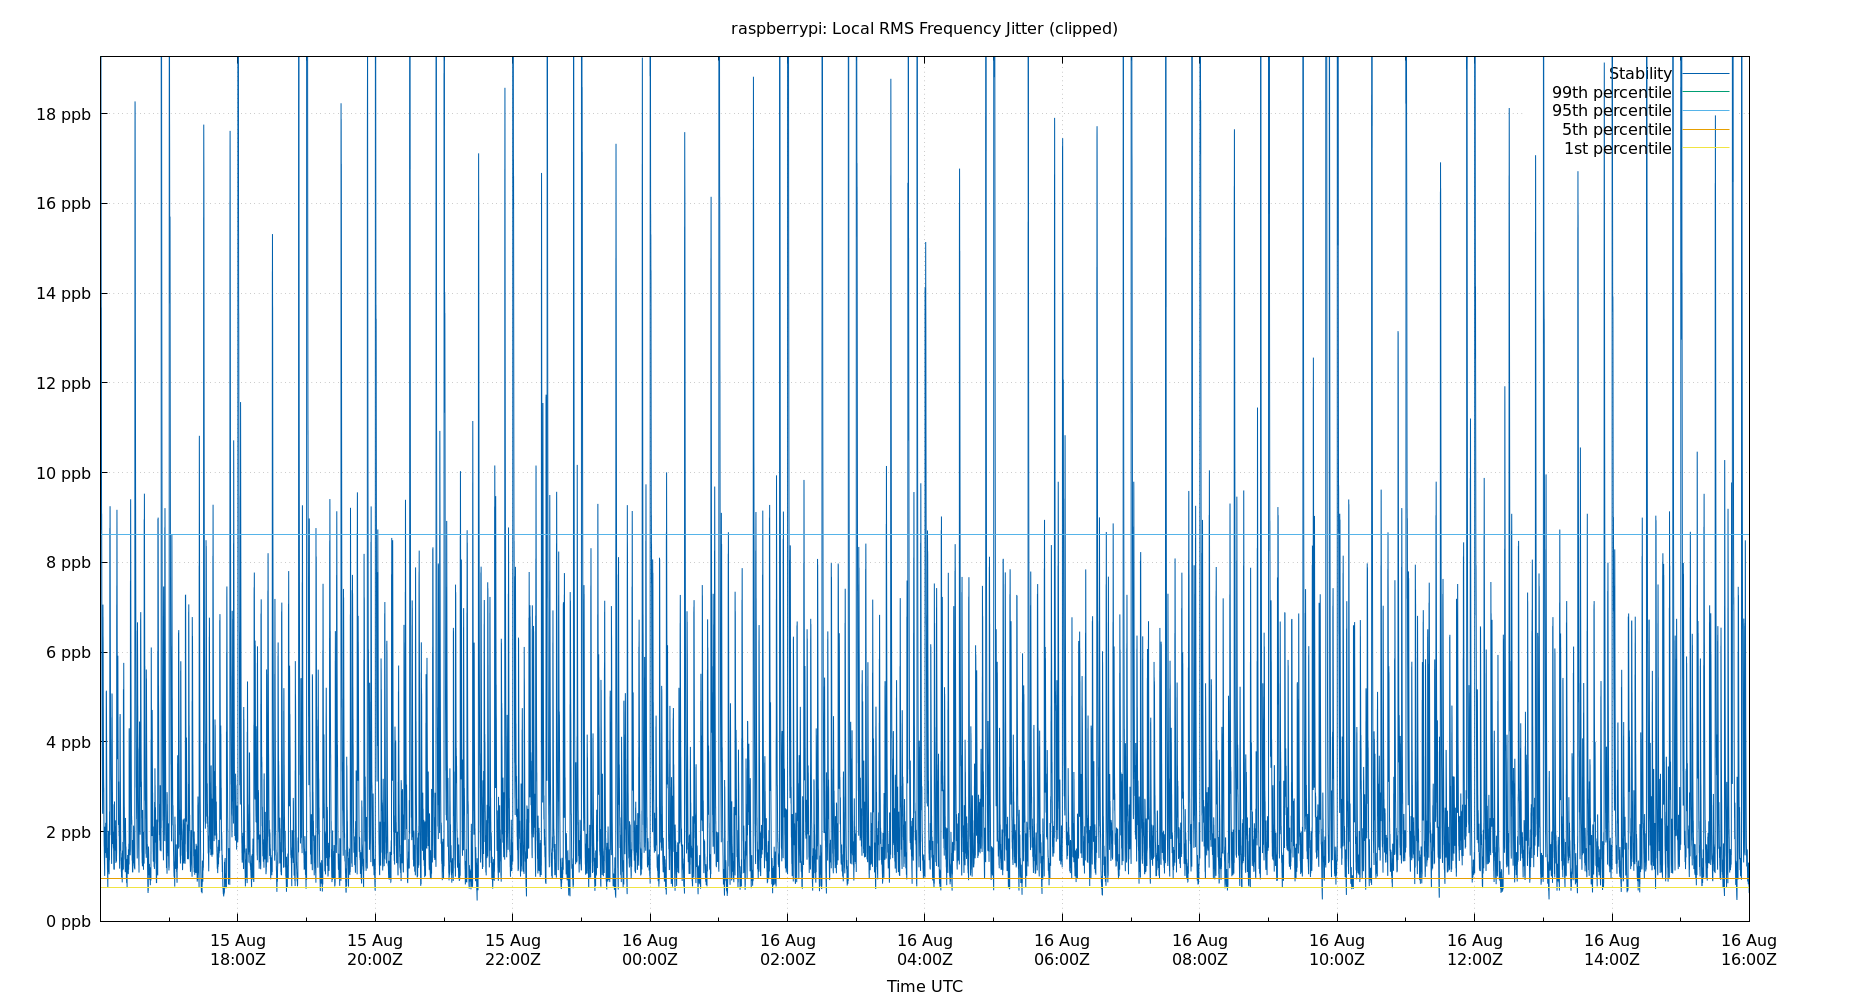 raspberrypi: Local RMS Frequency Jitter (clipped)
Stability
99th percentile
95th percentile
5th percentile
1st percentile
18 ppb
16 ppb
14 ppb
12 ppb
10 ppb
8 ppb
6 ppb
4 ppb
2 ppb
0 ppb
15 Aug 15 Aug 15 Aug 16 Aug 16 Aug 16 Aug 16 Aug 16 Aug 16 Aug 16 Aug 16 Aug 16 Aug
18:00Z 20:00Z 22:00Z 00:00Z 02:00Z 04:00Z 06:00Z 08:00Z 10:00Z 12:00Z 14:00Z 16:00Z
Time UTC